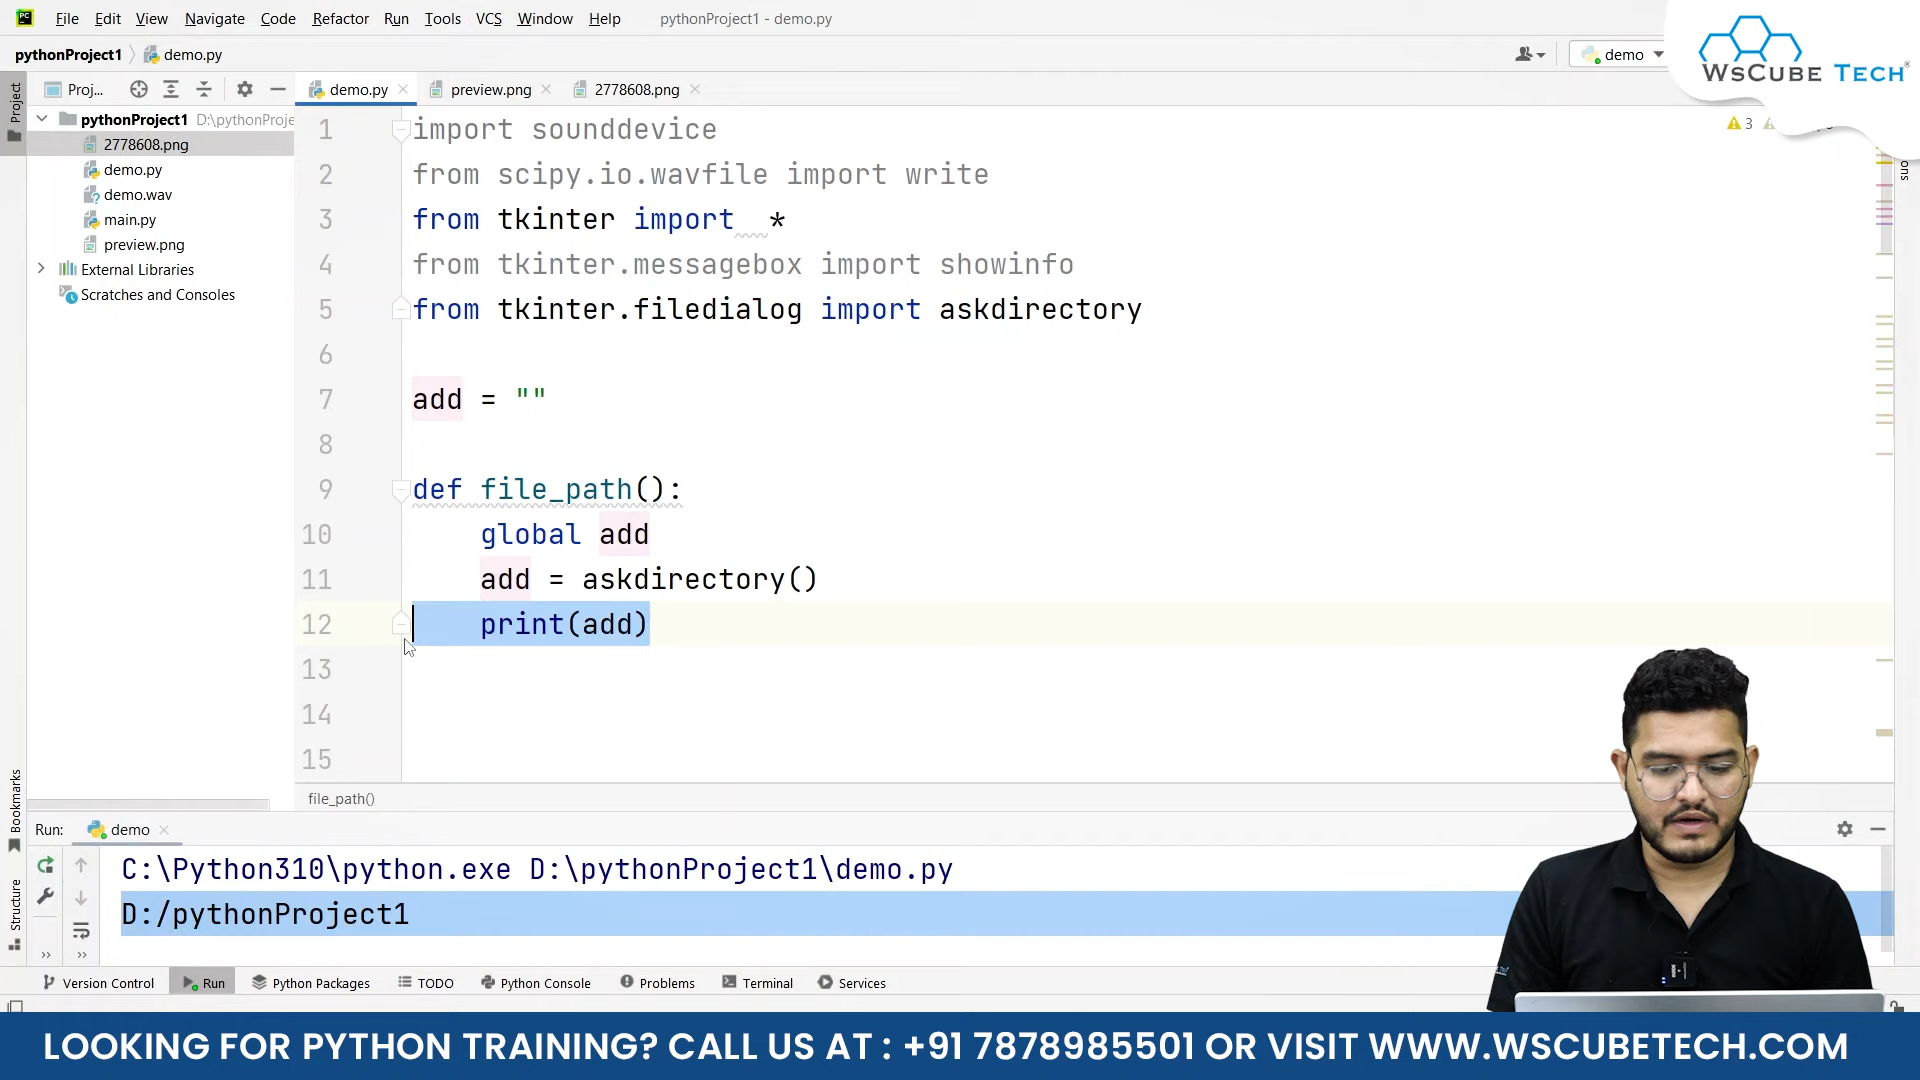 File Edit View Navigate Code Refactor Run Tools VCS Window Help pythonProject1 - demo.py
pythonProject1 demo.py demo
WsCube Tech
Project
Proj...
demo.py preview.png 2778608.png
pythonProject1 D:\pythonProje
2778608.png
demo.py
demo.wav
main.py
preview.png
External Libraries
Scratches and Consoles
3
1 import sounddevice
2 from scipy.io.wavfile import write
3 from tkinter import  *
4 from tkinter.messagebox import showinfo
5 from tkinter.filedialog import askdirectory
6
7 add = ""
8
9 def file_path():
10 global add
11 add = askdirectory()
12 print(add)
13
14
15
file_path()
Bookmarks
Structure
Run: demo
C:\Python310\python.exe D:\pythonProject1\demo.py
D:/pythonProject1
Version Control Run Python Packages TODO Python Console Problems Terminal Services
LOOKING FOR PYTHON TRAINING? CALL US AT : +91 7878985501 OR VISIT WWW.WSCUBETECH.COM